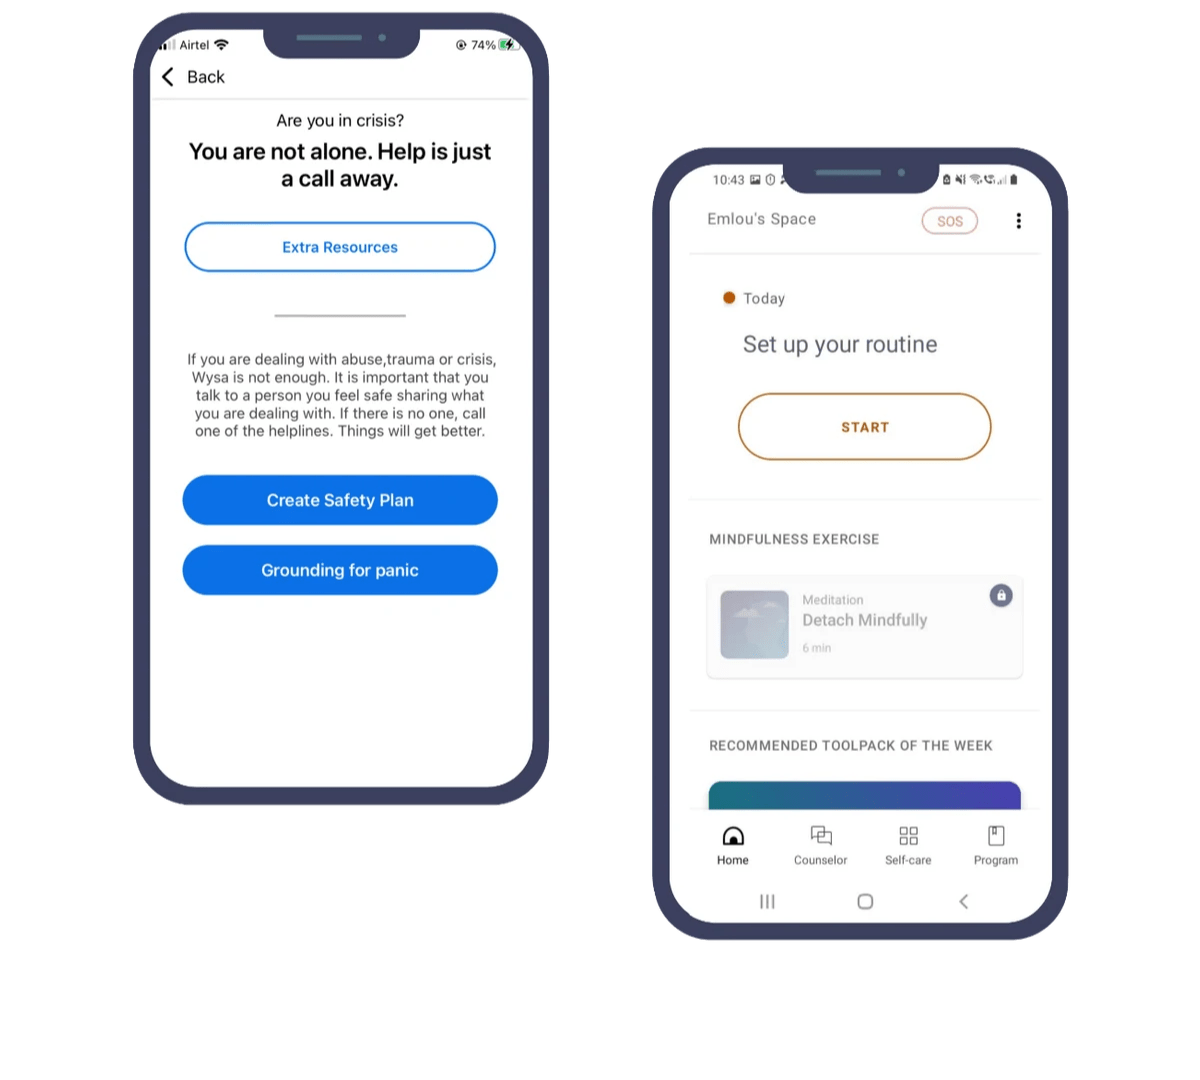 Airtel
74%
Back
Are you in crisis?
You are not alone. Help is just
a call away.
Extra Resources
If you are dealing with abuse,trauma or crisis,
Wysa is not enough. It is important that you
talk to a person you feel safe sharing what
you are dealing with. If there is no one, call
one of the helplines. Things will get better.
Create Safety Plan
Grounding for panic
10:43
Emlou's Space
SOS
Today
Set up your routine
START
MINDFULNESS EXERCISE
Meditation
Detach Mindfully
6 min
RECOMMENDED TOOLPACK OF THE WEEK
Home
Counselor
Self-care
Program